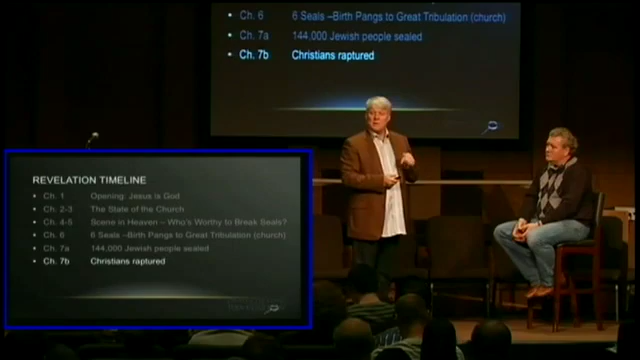 Ch. 6 6 Seals –Birth Pangs to Great Tribulation (church)
Ch. 7a 144,000 Jewish people sealed
Ch. 7b Christians raptured
REVELATION TIMELINE
Ch. 1 Opening: Jesus is God
Ch. 2-3 The State of the Church
Ch. 4-5 Scene in Heaven – Who's Worthy to Break Seals?
Ch. 6 6 Seals –Birth Pangs to Great Tribulation (church)
Ch. 7a 144,000 Jewish people sealed
Ch. 7b Christians raptured